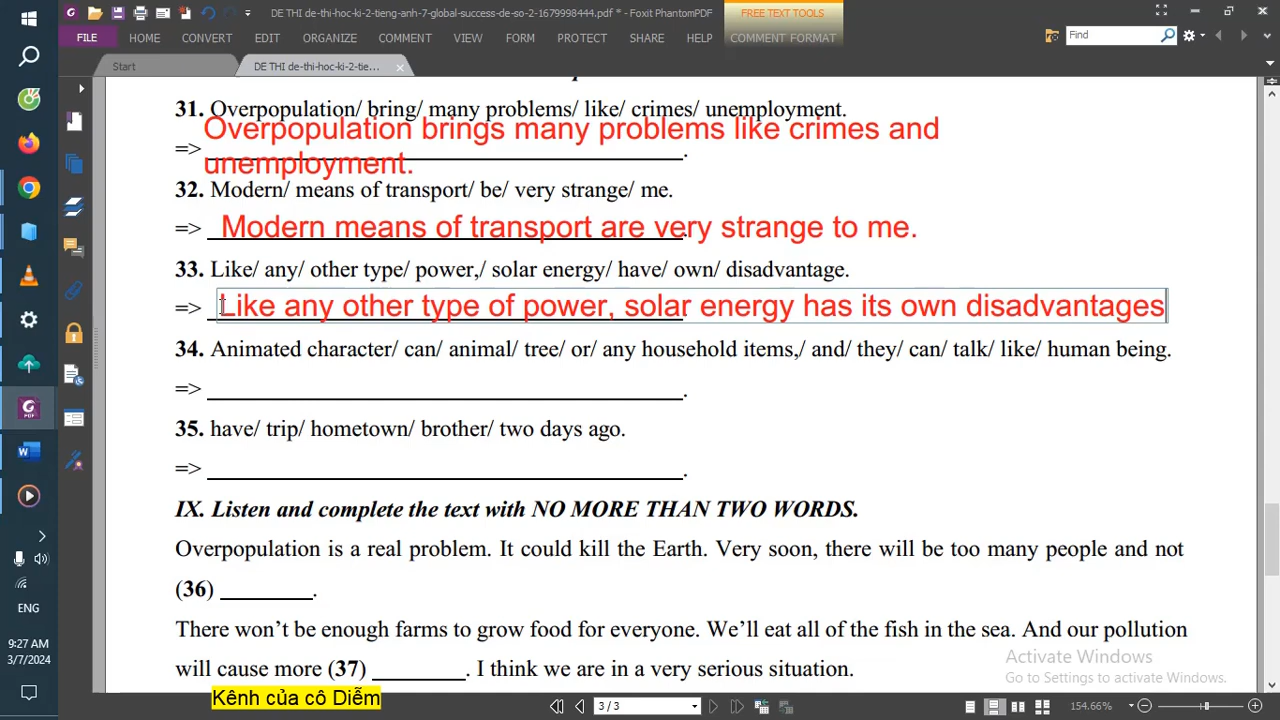 DE THI de-thi-hoc-ki-2-tieng-anh-7-global-success-de-so-2-1679998444.pdf * - Foxit PhantomPDF
FREE TEXT TOOLS
FILE HOME CONVERT EDIT ORGANIZE COMMENT VIEW FORM PROTECT SHARE HELP COMMENT FORMAT Find
Start DE THI de-thi-hoc-ki-2-tie...
31. Overpopulation/ bring/ many problems/ like/ crimes/ unemployment.
Overpopulation brings many problems like crimes and
=> .
unemployment.
32. Modern/ means of transport/ be/ very strange/ me.
=> Modern means of transport are very strange to me.
33. Like/ any/ other type/ power,/ solar energy/ have/ own/ disadvantage.
=> Like any other type of power, solar energy has its own disadvantages
34. Animated character/ can/ animal/ tree/ or/ any household items,/ and/ they/ can/ talk/ like/ human being.
=> ____________.
35. have/ trip/ hometown/ brother/ two days ago.
=> ____________.
IX. Listen and complete the text with NO MORE THAN TWO WORDS.
Overpopulation is a real problem. It could kill the Earth. Very soon, there will be too many people and not
(36) ________.
There won’t be enough farms to grow food for everyone. We’ll eat all of the fish in the sea. And our pollution
will cause more (37) ________. I think we are in a very serious situation.
Activate Windows
Go to Settings to activate Windows.
Kênh của cô Diễm
3 / 3
154.66%
PDF
ENG
9:27 AM
3/7/2024